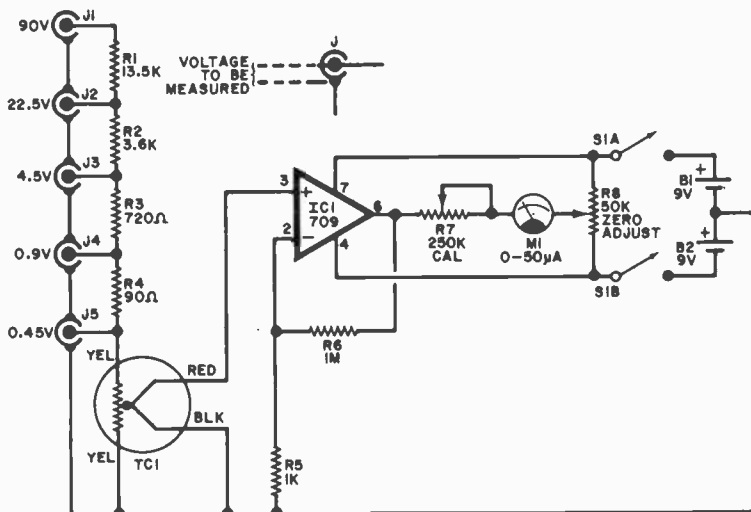 J1
90V
R1
13.5K
J2
22.5V
R2
3.6K
J3
4.5V
R3
720Ω
J4
0.9V
R4
90Ω
J5
0.45V
YEL
RED
BLK
YEL
TC1
J
VOLTAGE
TO BE
MEASURED
3
+
7
IC1
709
6
2
−
4
R7
250K
CAL
M1
0-50µA
R6
1M
R5
1K
S1A
R8
50K
ZERO
ADJUST
S1B
+
B1
9V
+
B2
9V